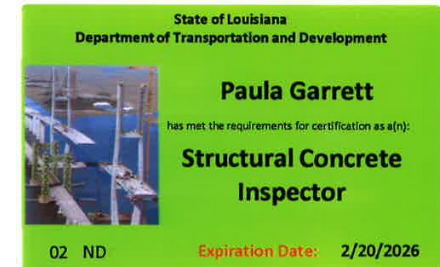 State of Louisiana
Department of Transportation and Development
Paula Garrett
has met the requirements for certification as a(n):
Structural Concrete
Inspector
02 ND
Expiration Date: 2/20/2026